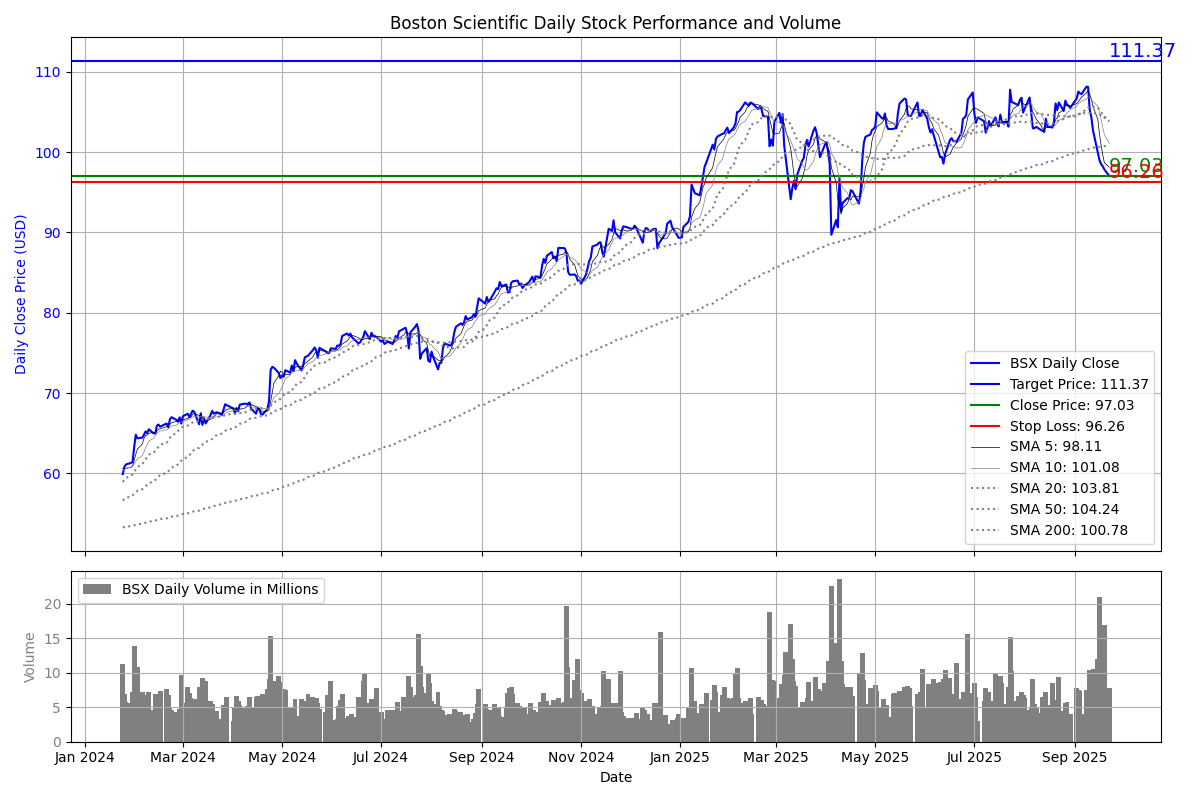 Boston Scientific Daily Stock Performance and Volume
111.37
110
100
97.03
96.26
90
80
70
60
Daily Close Price (USD)
BSX Daily Close
Target Price: 111.37
Close Price: 97.03
Stop Loss: 96.26
SMA 5: 98.11
SMA 10: 101.08
SMA 20: 103.81
SMA 50: 104.24
SMA 200: 100.78
BSX Daily Volume in Millions
20
15
10
5
0
Volume
Jan 2024 Mar 2024 May 2024 Jul 2024 Sep 2024 Nov 2024 Jan 2025 Mar 2025 May 2025 Jul 2025 Sep 2025
Date